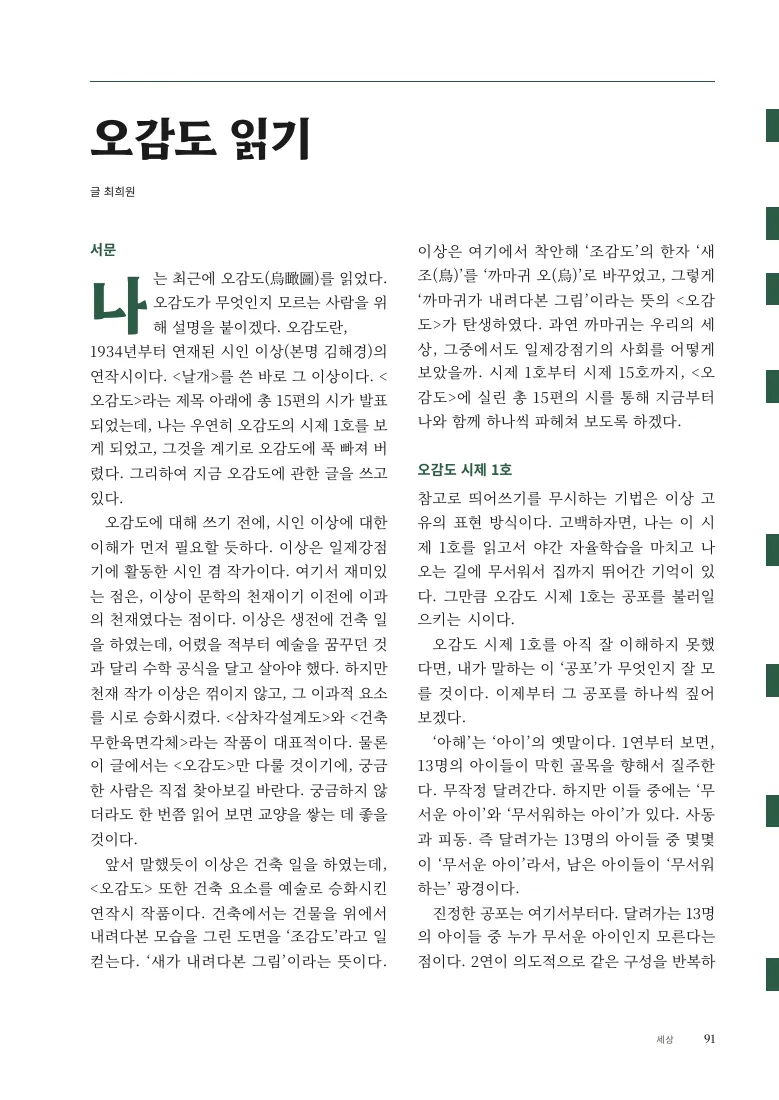 오감도 읽기
글 최희원
서문
나는 최근에 오감도(烏瞰圖)를 읽었다.
오감도가 무엇인지 모르는 사람을 위
해 설명을 붙이겠다. 오감도란,
1934년부터 연재된 시인 이상(본명 김해경)의
연작시이다. <날개>를 쓴 바로 그 이상이다. <
오감도>라는 제목 아래에 총 15편의 시가 발표
되었는데, 나는 우연히 오감도의 시제 1호를 보
게 되었고, 그것을 계기로 오감도에 푹 빠져 버
렸다. 그리하여 지금 오감도에 관한 글을 쓰고
있다.
오감도에 대해 쓰기 전에, 시인 이상에 대한
이해가 먼저 필요할 듯하다. 이상은 일제강점
기에 활동한 시인 겸 작가이다. 여기서 재미있
는 점은, 이상이 문학의 천재이기 이전에 이과
의 천재였다는 점이다. 이상은 생전에 건축 일
을 하였는데, 어렸을 적부터 예술을 꿈꾸던 것
과 달리 수학 공식을 달고 살아야 했다. 하지만
천재 작가 이상은 꺾이지 않고, 그 이과적 요소
를 시로 승화시켰다. <삼차각설계도>와 <건축
무한육면각체>라는 작품이 대표적이다. 물론
이 글에서는 <오감도>만 다룰 것이기에, 궁금
한 사람은 직접 찾아보길 바란다. 궁금하지 않
더라도 한 번쯤 읽어 보면 교양을 쌓는 데 좋을
것이다.
앞서 말했듯이 이상은 건축 일을 하였는데,
<오감도> 또한 건축 요소를 예술로 승화시킨
연작시 작품이다. 건축에서는 건물을 위에서
내려다본 모습을 그린 도면을 ‘조감도’라고 일
컫는다. ‘새가 내려다본 그림’이라는 뜻이다.
이상은 여기에서 착안해 ‘조감도’의 한자 ‘새
조(鳥)’를 ‘까마귀 오(烏)’로 바꾸었고, 그렇게
‘까마귀가 내려다본 그림’이라는 뜻의 <오감
도>가 탄생하였다. 과연 까마귀는 우리의 세
상, 그중에서도 일제강점기의 사회를 어떻게
보았을까. 시제 1호부터 시제 15호까지, <오
감도>에 실린 총 15편의 시를 통해 지금부터
나와 함께 하나씩 파헤쳐 보도록 하겠다.
오감도 시제 1호
참고로 띄어쓰기를 무시하는 기법은 이상 고
유의 표현 방식이다. 고백하자면, 나는 이 시
제 1호를 읽고서 야간 자율학습을 마치고 나
오는 길에 무서워서 집까지 뛰어간 기억이 있
다. 그만큼 오감도 시제 1호는 공포를 불러일
으키는 시이다.
오감도 시제 1호를 아직 잘 이해하지 못했
다면, 내가 말하는 이 ‘공포’가 무엇인지 잘 모
를 것이다. 이제부터 그 공포를 하나씩 짚어
보겠다.
‘아해’는 ‘아이’의 옛말이다. 1연부터 보면,
13명의 아이들이 막힌 골목을 향해서 질주한
다. 무작정 달려간다. 하지만 이들 중에는 ‘무
서운 아이’와 ‘무서워하는 아이’가 있다. 사동
과 피동. 즉 달려가는 13명의 아이들 중 몇몇
이 ‘무서운 아이’라서, 남은 아이들이 ‘무서워
하는’ 광경이다.
진정한 공포는 여기서부터다. 달려가는 13명
의 아이들 중 누가 무서운 아이인지 모른다는
점이다. 2연이 의도적으로 같은 구성을 반복하
세상 91